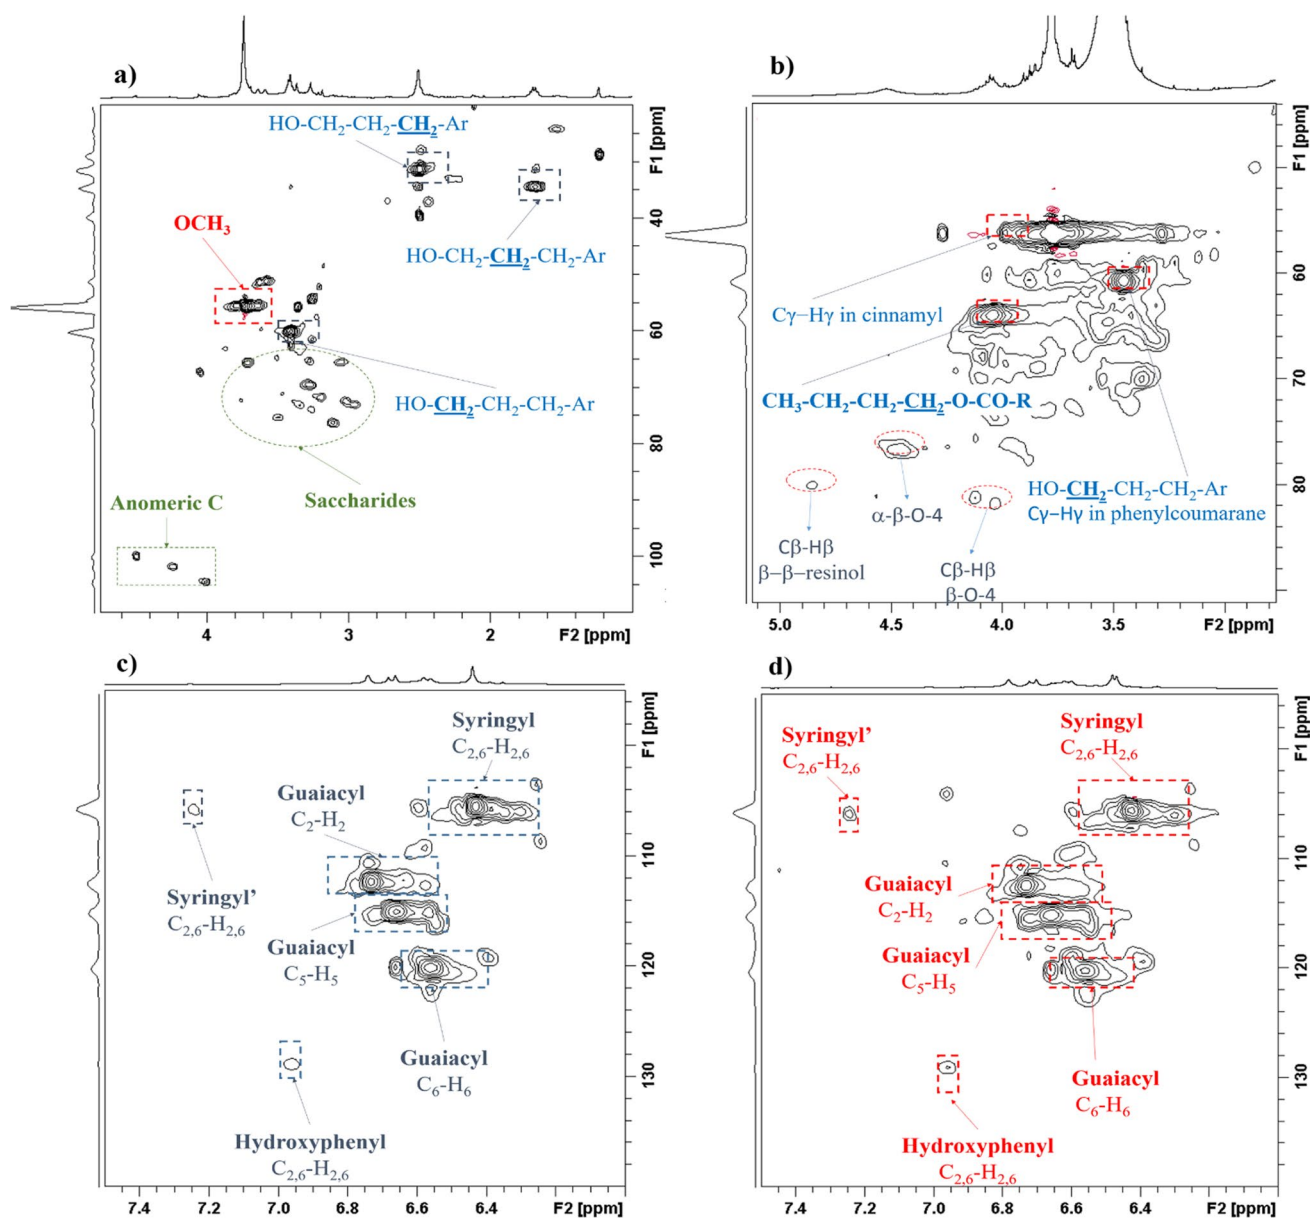 a)
HO-CH2-CH2-CH2-Ar
OCH3
HO-CH2-CH2-CH2-Ar
HO-CH2-CH2-CH2-Ar
Saccharides
Anomeric C
F1 [ppm]
40
60
80
100
4
3
2
F2 [ppm]
b)
Cγ–Hγ in cinnamyl
CH3-CH2-CH2-CH2-O-CO-R
HO-CH2-CH2-CH2-Ar
Cγ–Hγ in phenylcoumarane
α-β-O-4
Cβ-Hβ
β–β–resinol
Cβ-Hβ
β-O-4
F1 [ppm]
60
70
80
5.0
4.5
4.0
3.5
F2 [ppm]
c)
Syringyl
C2,6-H2,6
Guaiacyl
C2-H2
Syringyl’
C2,6-H2,6
Guaiacyl
C5-H5
Guaiacyl
C6-H6
Hydroxyphenyl
C2,6-H2,6
F1 [ppm]
110
120
130
7.4
7.2
7.0
6.8
6.6
6.4
F2 [ppm]
d)
Syringyl
C2,6-H2,6
Syringyl’
C2,6-H2,6
Guaiacyl
C2-H2
Guaiacyl
C5-H5
Guaiacyl
C6-H6
Hydroxyphenyl
C2,6-H2,6
F1 [ppm]
110
120
130
7.4
7.2
7.0
6.8
6.6
6.4
F2 [ppm]